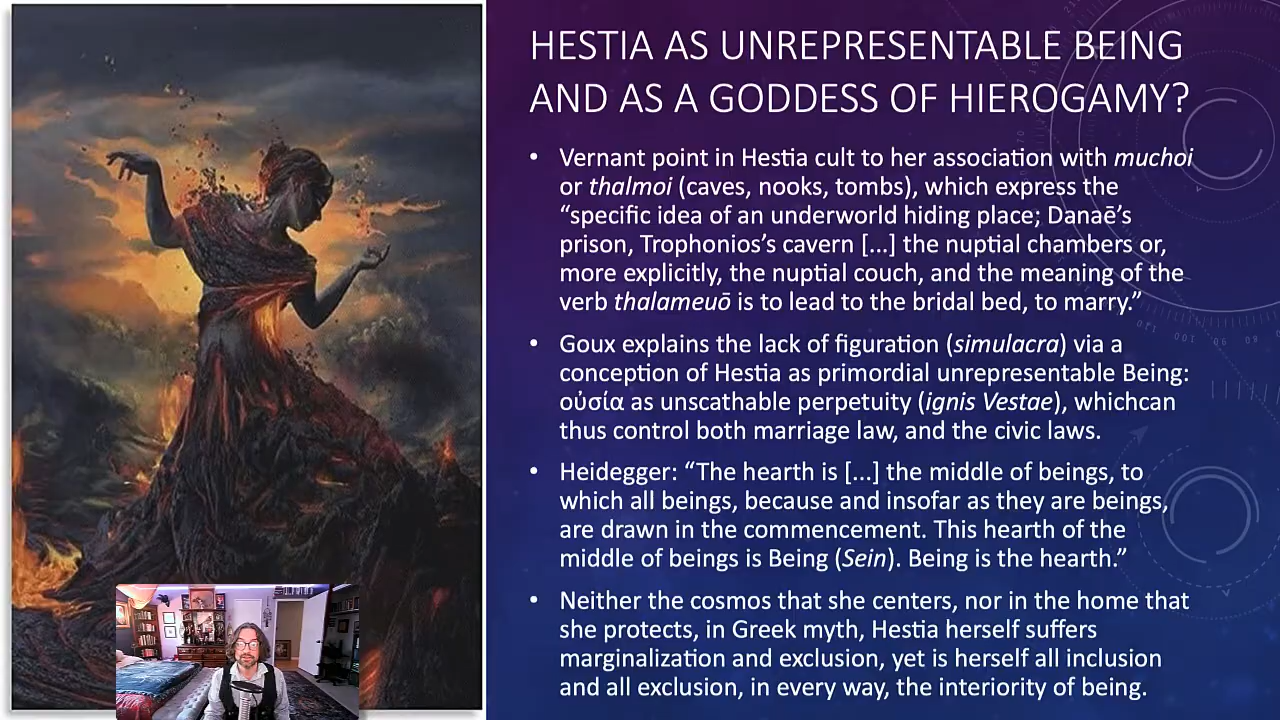 HESTIA AS UNREPRESENTABLE BEING
AND AS A GODDESS OF HIEROGAMY?
• Vernant point in Hestia cult to her association with muchoi
or thalmoi (caves, nooks, tombs), which express the
“specific idea of an underworld hiding place; Danaē’s
prison, Trophonios’s cavern [...] the nuptial chambers or,
more explicitly, the nuptial couch, and the meaning of the
verb thalameuō is to lead to the bridal bed, to marry.”
• Goux explains the lack of figuration (simulacra) via a
conception of Hestia as primordial unrepresentable Being:
οὐσία as unscathable perpetuity (ignis Vestae), whichcan
thus control both marriage law, and the civic laws.
• Heidegger: “The hearth is [...] the middle of beings, to
which all beings, because and insofar as they are beings,
are drawn in the commencement. This hearth of the
middle of beings is Being (Sein). Being is the hearth.”
• Neither the cosmos that she centers, nor in the home that
she protects, in Greek myth, Hestia herself suffers
marginalization and exclusion, yet is herself all inclusion
and all exclusion, in every way, the interiority of being.